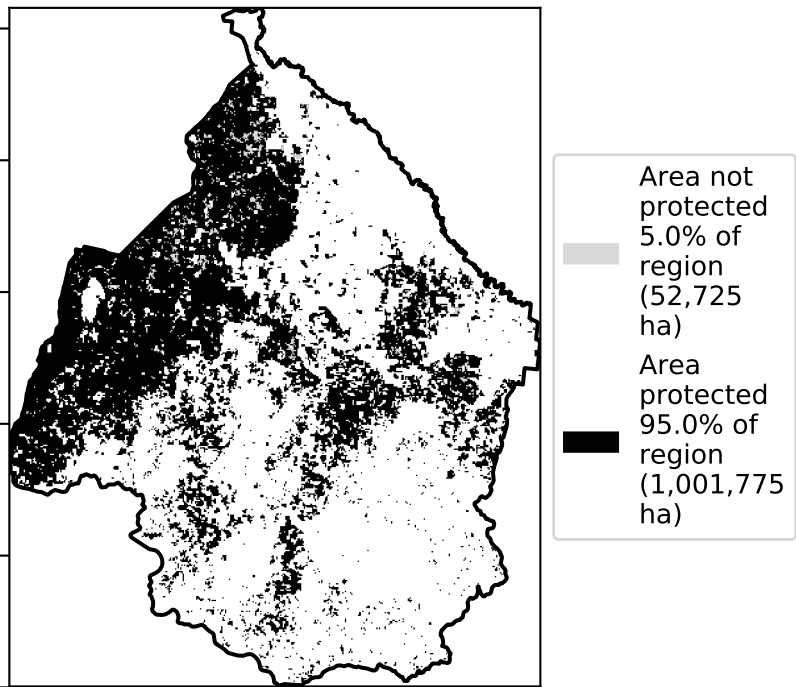 Area not
protected
5.0% of
region
(52,725
ha)
Area
protected
95.0% of
region
(1,001,775
ha)